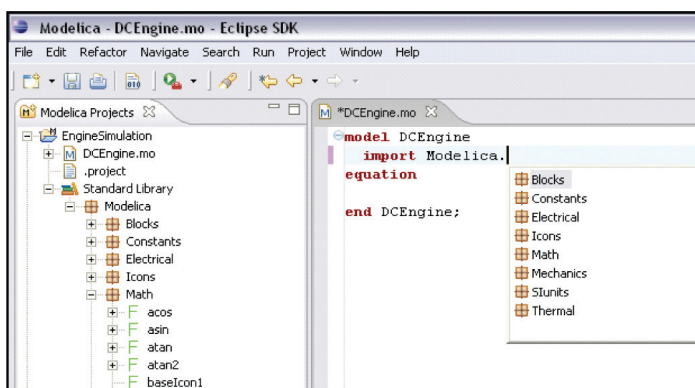 Modelica - DCEngine.mo - Eclipse SDK
File Edit Refactor Navigate Search Run Project Window Help
Modelica Projects
EngineSimulation
DCEngine.mo
.project
Standard Library
Modelica
Blocks
Constants
Electrical
Icons
Math
acos
asin
atan
atan2
baseIcon1
*DCEngine.mo
model DCEngine
import Modelica.
equation
end DCEngine;
Blocks
Constants
Electrical
Icons
Math
Mechanics
SIunits
Thermal